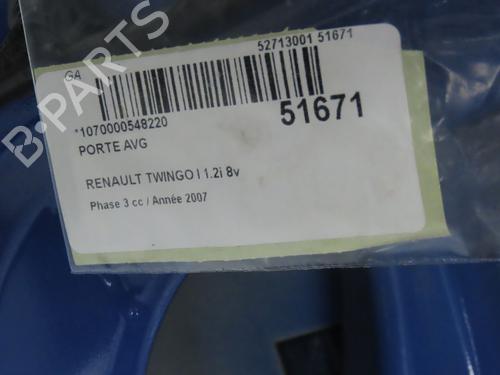 52713001 51671
GA
*1070000548220
51671
PORTE AVG
RENAULT TWINGO I 1.2i 8v
Phase 3 cc / Année 2007
B-PARTS